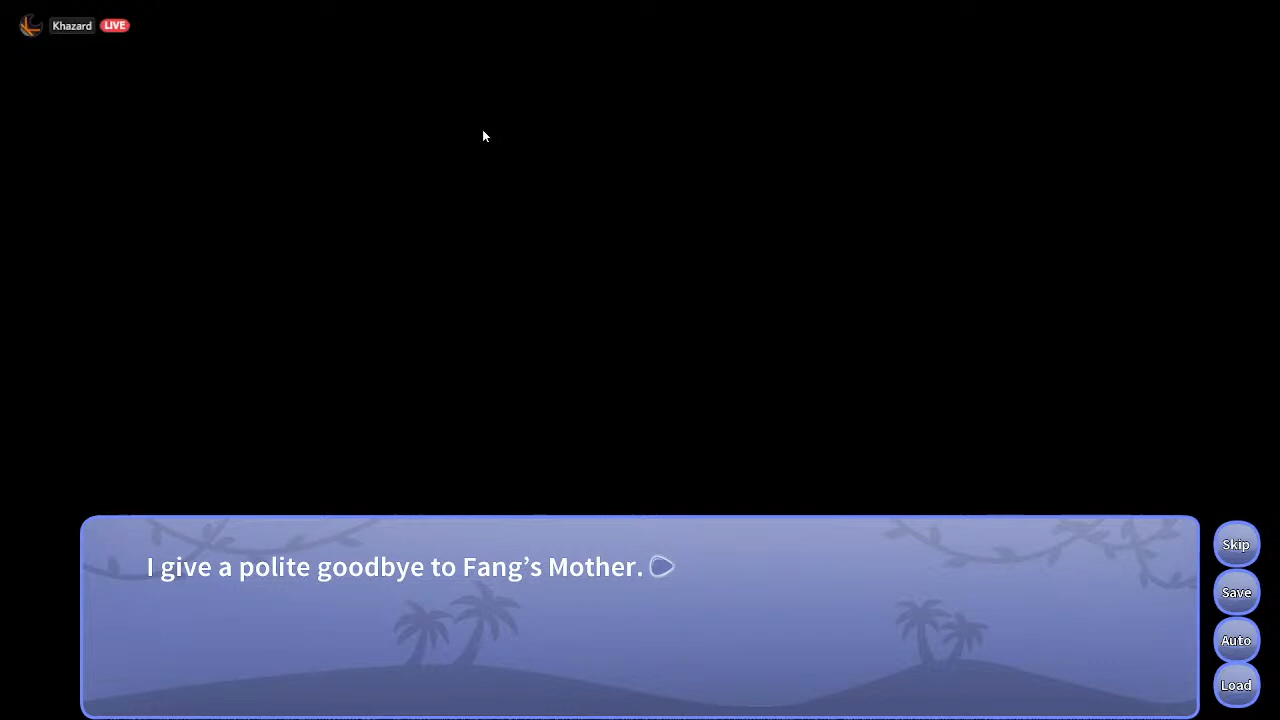 Khazard LIVE
I give a polite goodbye to Fang’s Mother.
Skip
Save
Auto
Load